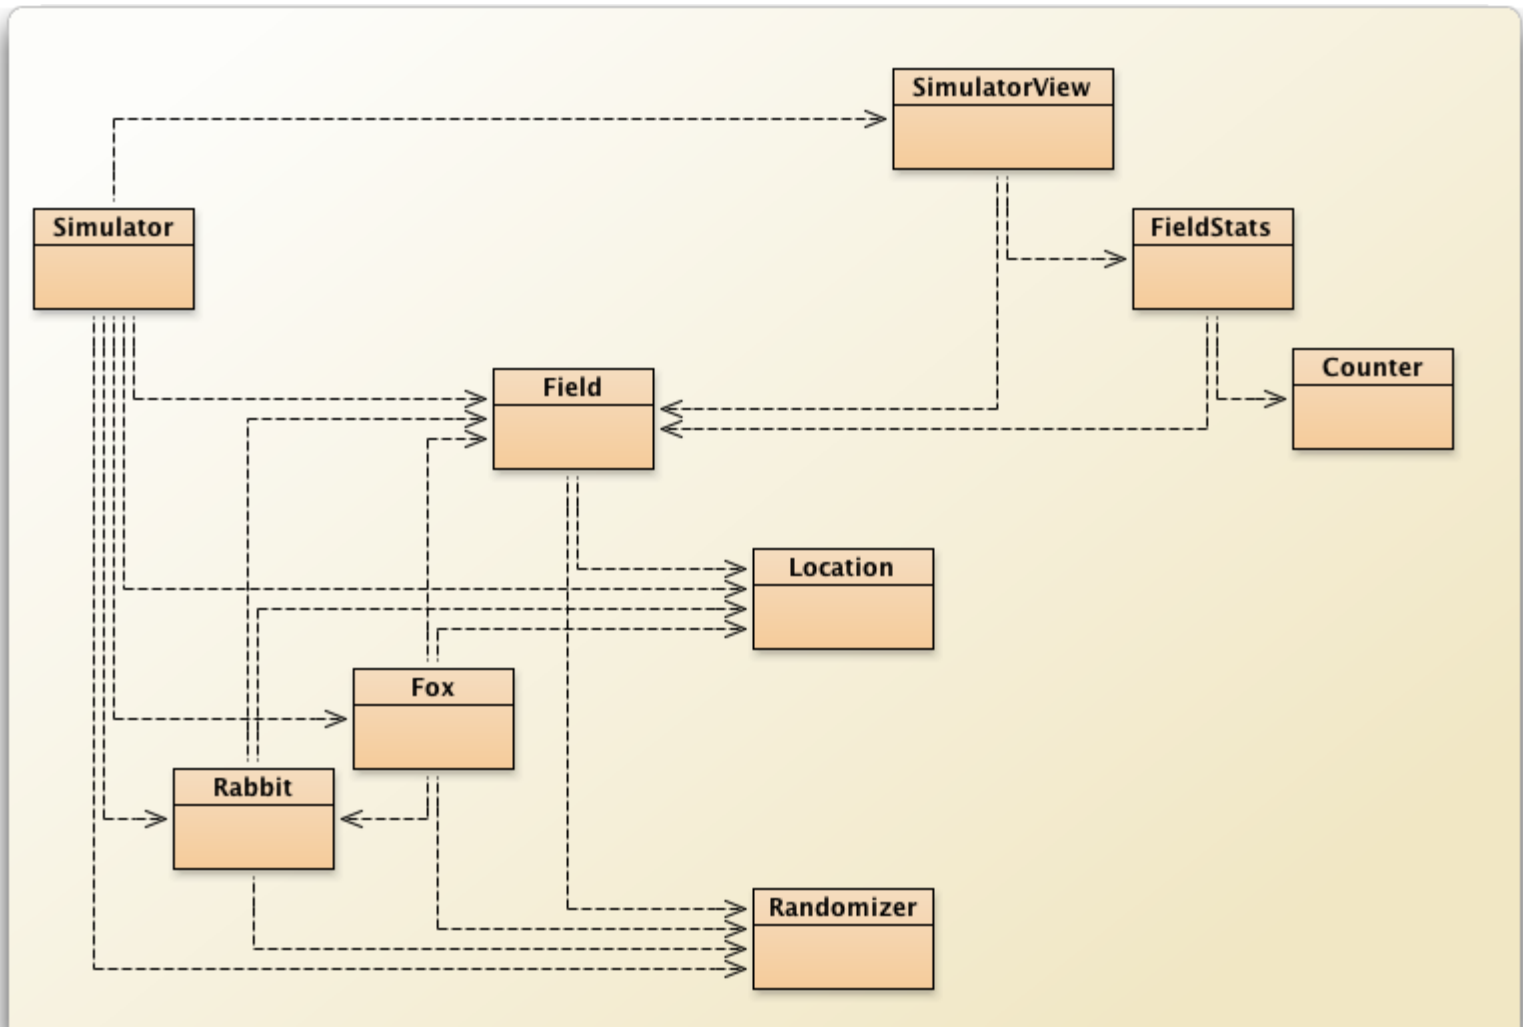 SimulatorView
Simulator
FieldStats
Field
Counter
Location
Fox
Rabbit
Randomizer